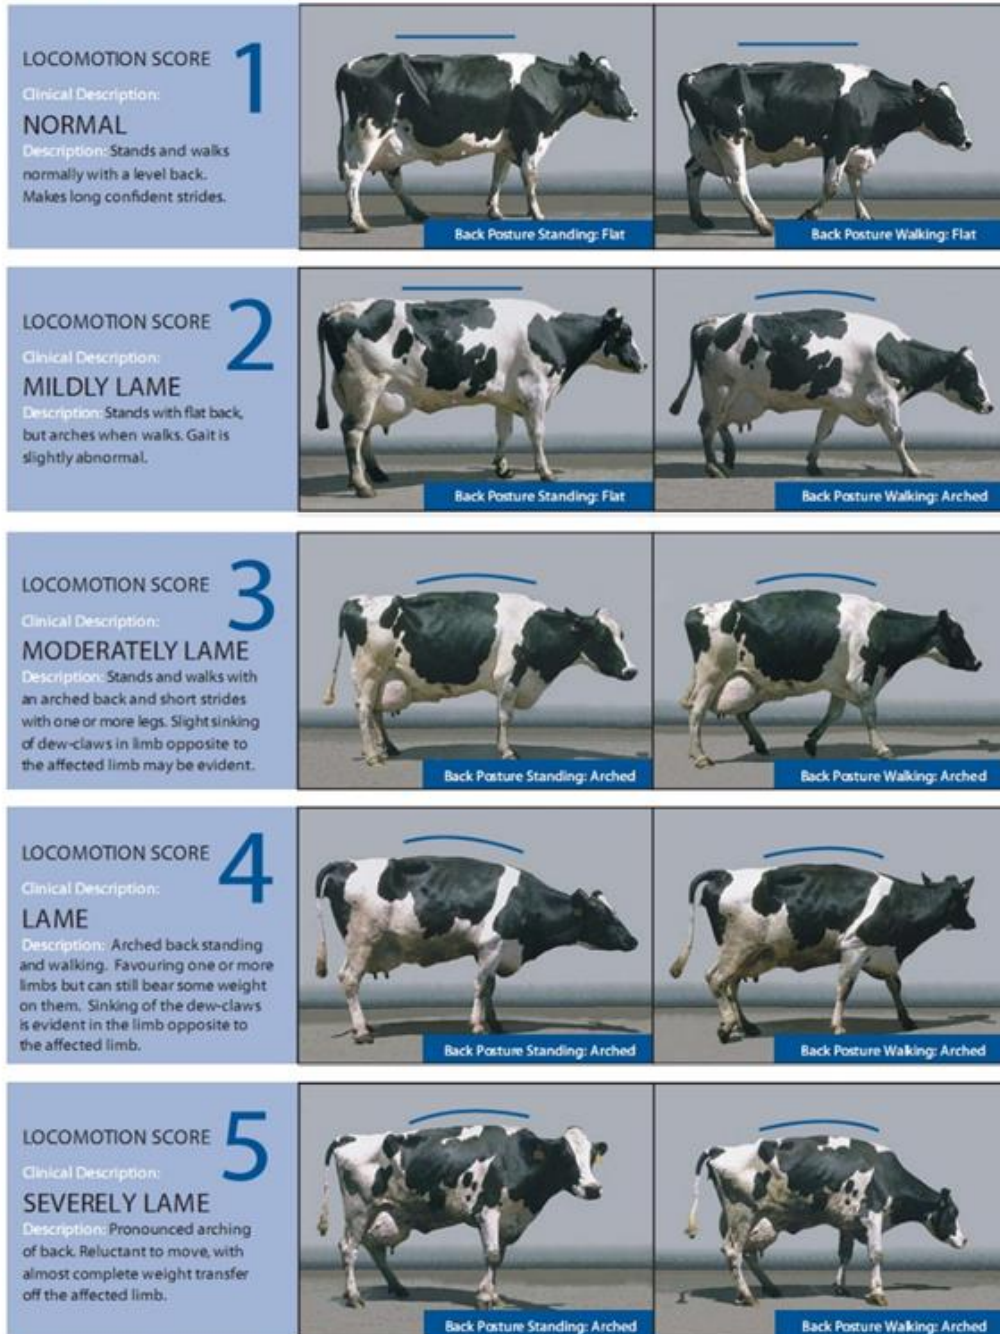 LOCOMOTION SCORE 1
Clinical Description:
NORMAL
Description: Stands and walks
normally with a level back.
Makes long confident strides.
Back Posture Standing: Flat
Back Posture Walking: Flat
LOCOMOTION SCORE 2
Clinical Description:
MILDLY LAME
Description: Stands with flat back,
but arches when walks. Gait is
slightly abnormal.
Back Posture Standing: Flat
Back Posture Walking: Arched
LOCOMOTION SCORE 3
Clinical Description:
MODERATELY LAME
Description: Stands and walks with
an arched back and short strides
with one or more legs. Slight sinking
of dew-claws in limb opposite to
the affected limb may be evident.
Back Posture Standing: Arched
Back Posture Walking: Arched
LOCOMOTION SCORE 4
Clinical Description:
LAME
Description: Arched back standing
and walking. Favouring one or more
limbs but can still bear some weight
on them. Sinking of the dew-claws
is evident in the limb opposite to
the affected limb.
Back Posture Standing: Arched
Back Posture Walking: Arched
LOCOMOTION SCORE 5
Clinical Description:
SEVERELY LAME
Description: Pronounced arching
of back. Reluctant to move, with
almost complete weight transfer
off the affected limb.
Back Posture Standing: Arched
Back Posture Walking: Arched